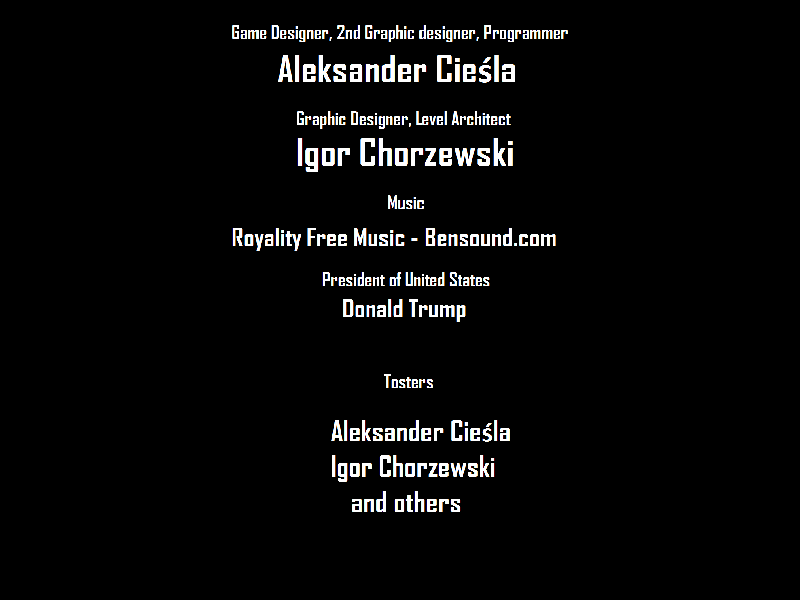 Game Designer, 2nd Graphic designer, Programmer
Aleksander Cieśla
Graphic Designer, Level Architect
Igor Chorzewski
Music
Royality Free Music - Bensound.com
President of United States
Donald Trump
Tosters
Aleksander Cieśla
Igor Chorzewski
and others